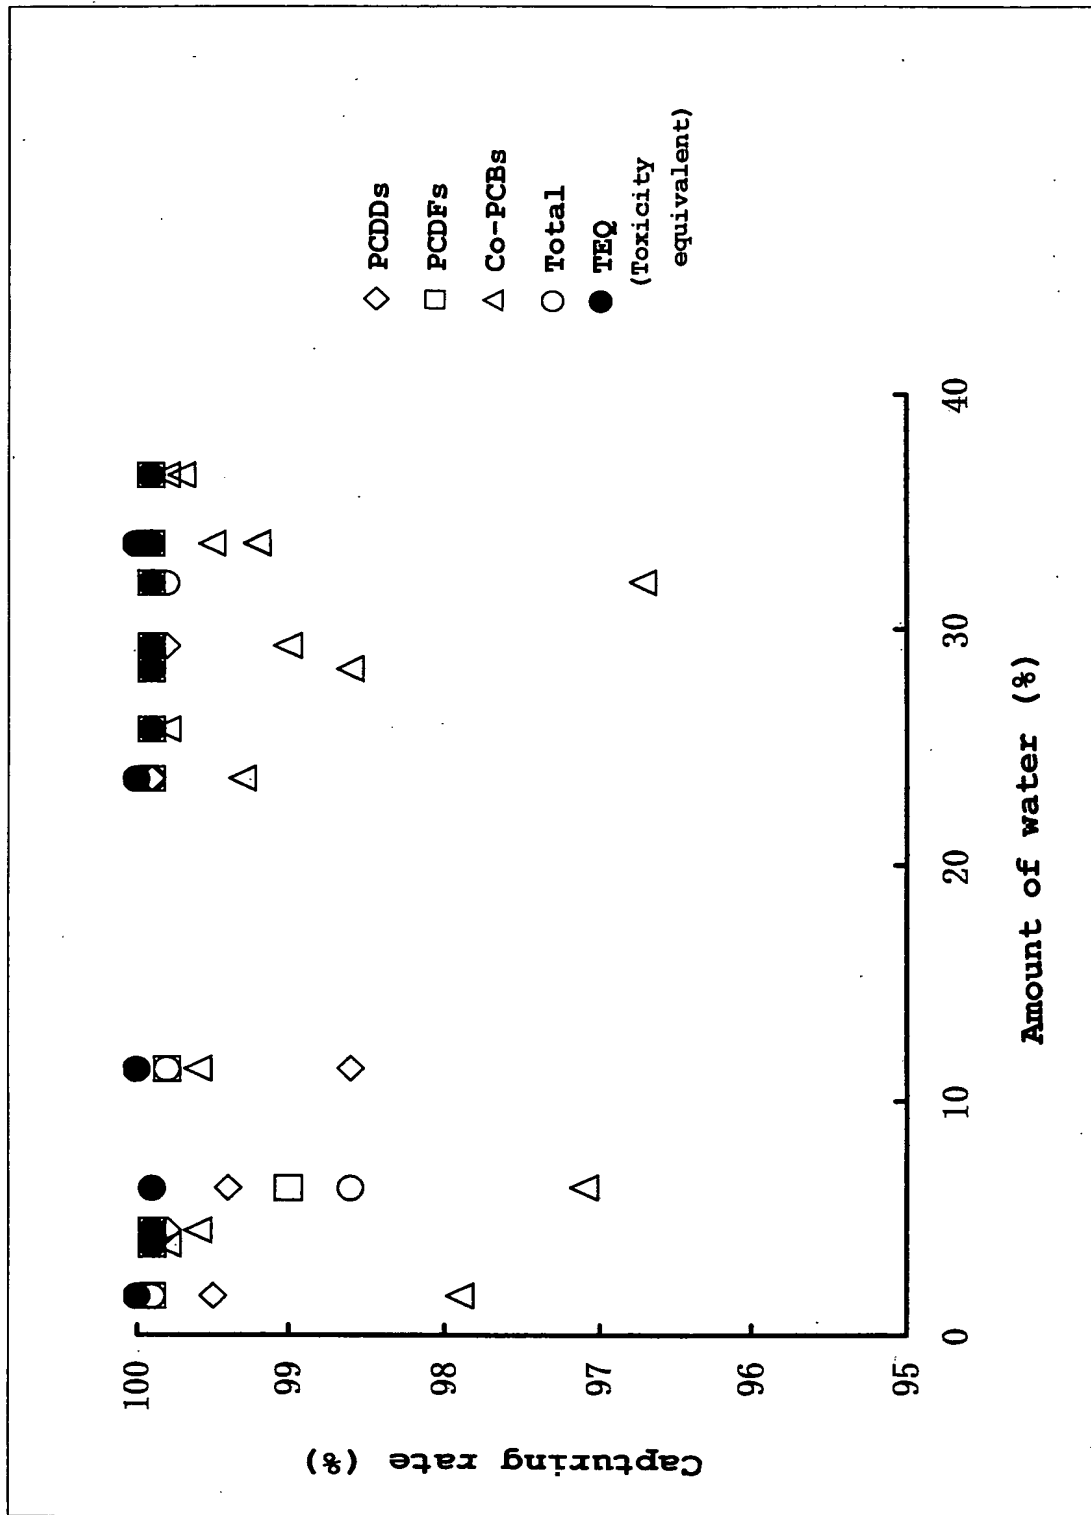 Capturing rate (%)
100
99
98
97
96
95
0
10
20
30
40
Amount of water (%)
PCDDs
PCDFs
Co-PCBs
Total
TEQ
(Toxicity
equivalent)